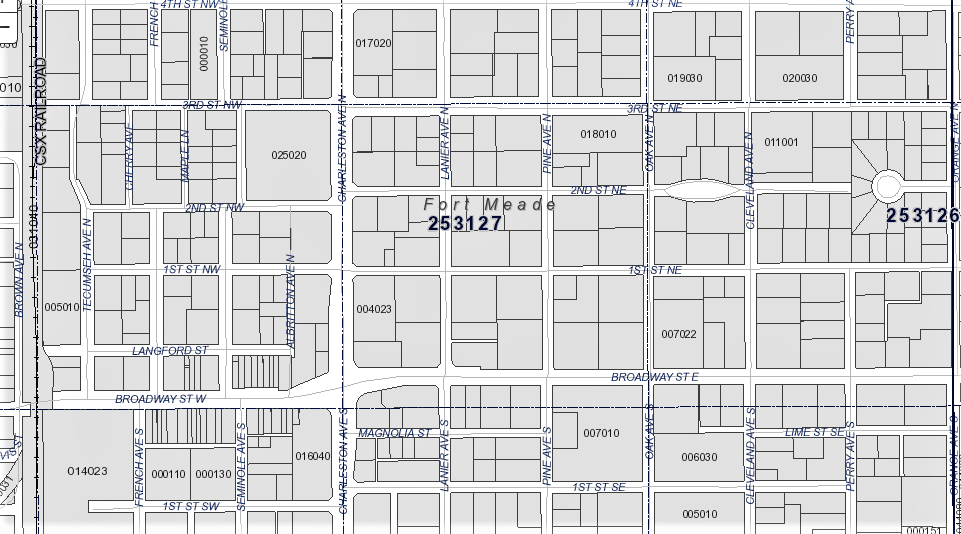 4TH ST NW
4TH ST NE
FRENCH
000010
SEMINOLE
017020
019030
020030
PERRY A
010
CSX RAILROAD
3RD ST NW
3RD ST NE
CHERRY AVE
MAPLE LN
025020
CHARLESTON AVE N
LANIER AVE N
PINE AVE N
018010
OAK AVE N
CLEVELAND AVE N
011001
ORANGE AVE N
2ND ST NE
2ND ST NW
Fort Meade
253127
253126
031040
BROWN AVE N
TECUMSEH AVE N
1ST ST NW
1ST ST NE
ALBRITTON AVE N
005010
004023
007022
LANGFORD ST
BROADWAY ST E
BROADWAY ST W
014023
FRENCH AVE S
000110
000130
SEMINOLE AVE S
016040
CHARLESTON AVE S
MAGNOLIA ST
LANIER AVE S
PINE AVE S
007010
OAK AVE S
006030
CLEVELAND AVE S
LIME ST SE
PERRY AVE S
ORANGE AVE S
1ST ST SE
1ST ST SW
005010
000151